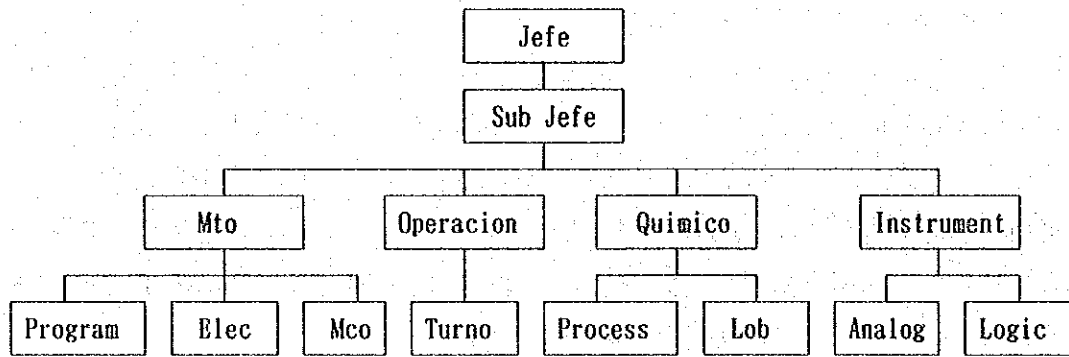 Jefe
Sub Jefe
Mto
Operacion
Quimico
Instrument
Program
Elec
Mco
Turno
Process
Lob
Analog
Logic